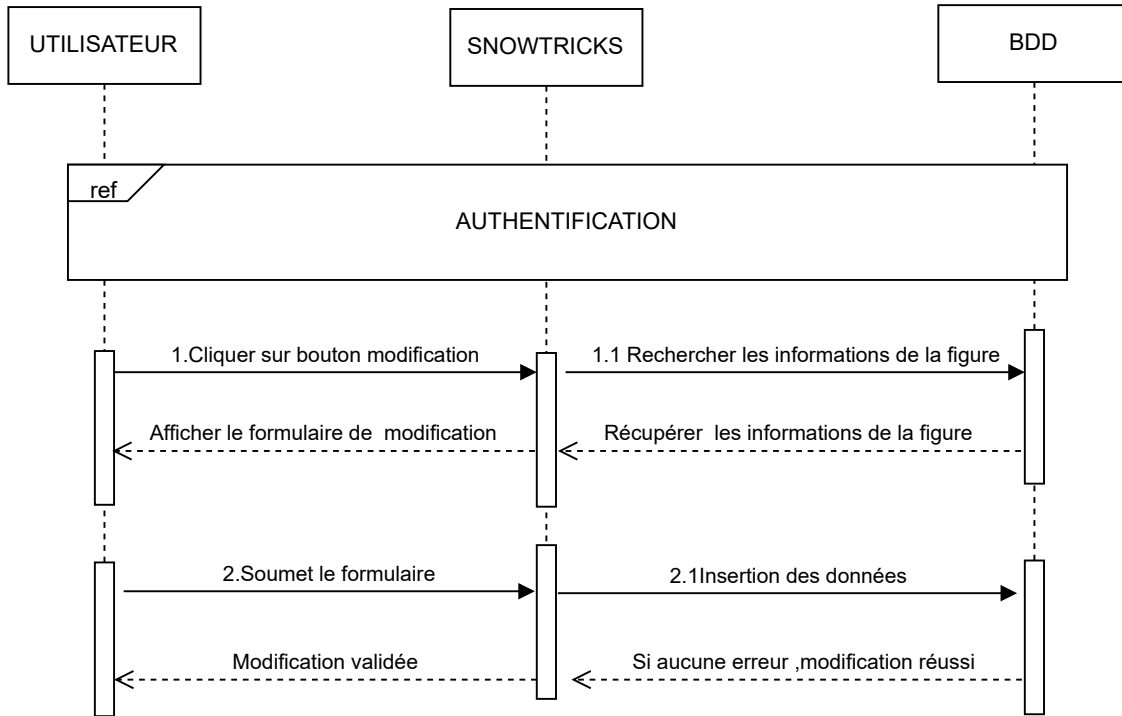 UTILISATEUR
SNOWTRICKS
BDD
ref
AUTHENTIFICATION
1.Cliquer sur bouton modification
1.1 Rechercher les informations de la figure
Afficher le formulaire de  modification
Récupérer  les informations de la figure
2.Soumet le formulaire
2.1Insertion des données
Modification validée
Si aucune erreur ,modification réussi